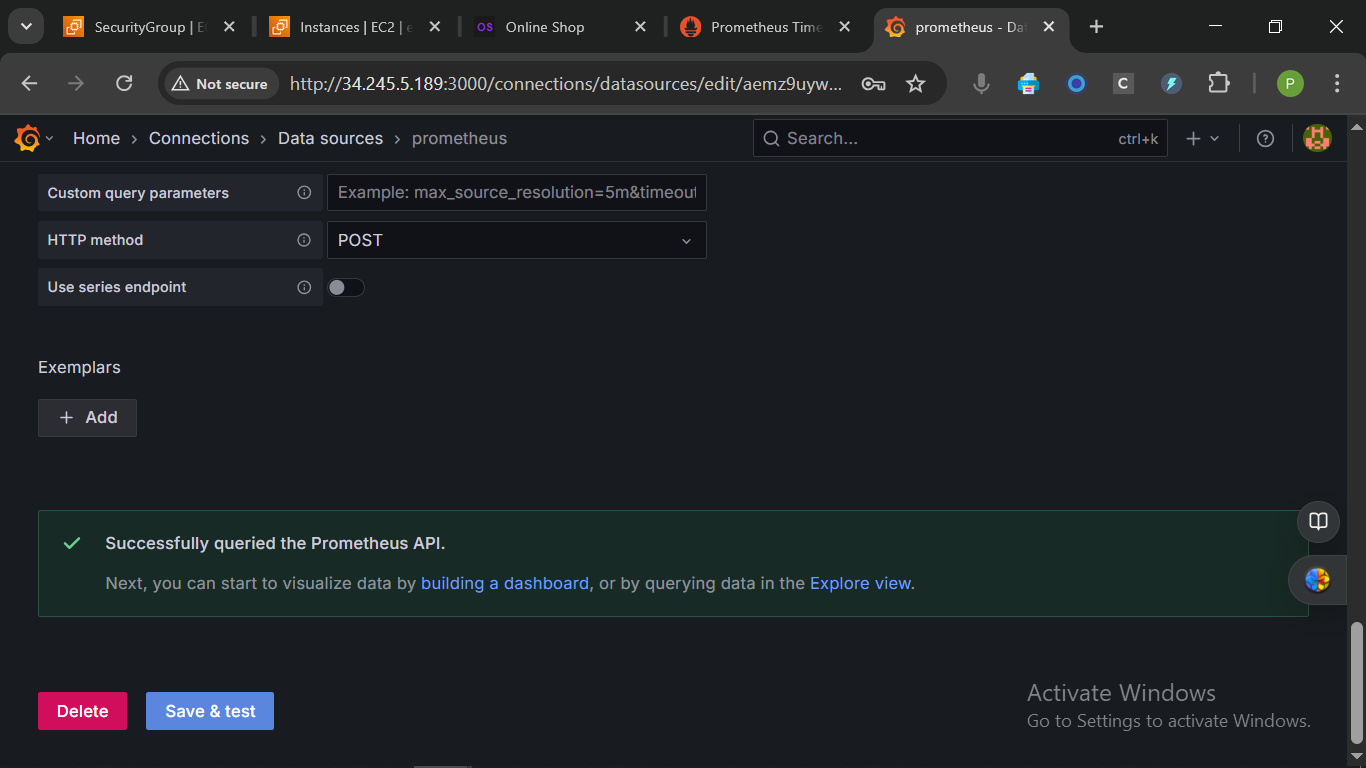 SecurityGroup | E
Instances | EC2 | e
OS Online Shop
Prometheus Time
prometheus - Da
Not secure
http://34.245.5.189:3000/connections/datasources/edit/aemz9uyw...
C
P
Home › Connections › Data sources › prometheus
Search... ctrl+k
Custom query parameters
Example: max_source_resolution=5m&timeout
HTTP method
POST
Use series endpoint
Exemplars
+ Add
Successfully queried the Prometheus API.
Next, you can start to visualize data by building a dashboard, or by querying data in the Explore view.
Delete
Save & test
Activate Windows
Go to Settings to activate Windows.